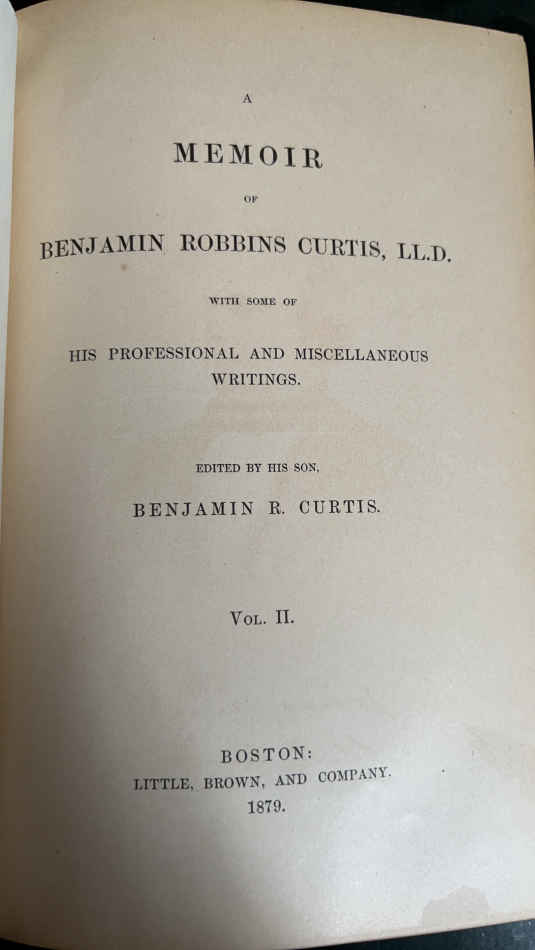 A
MEMOIR
OF
BENJAMIN ROBBINS CURTIS, LL.D.
WITH SOME OF
HIS PROFESSIONAL AND MISCELLANEOUS
WRITINGS.
EDITED BY HIS SON,
BENJAMIN R. CURTIS.
VOL. II.
BOSTON:
LITTLE, BROWN, AND COMPANY.
1879.